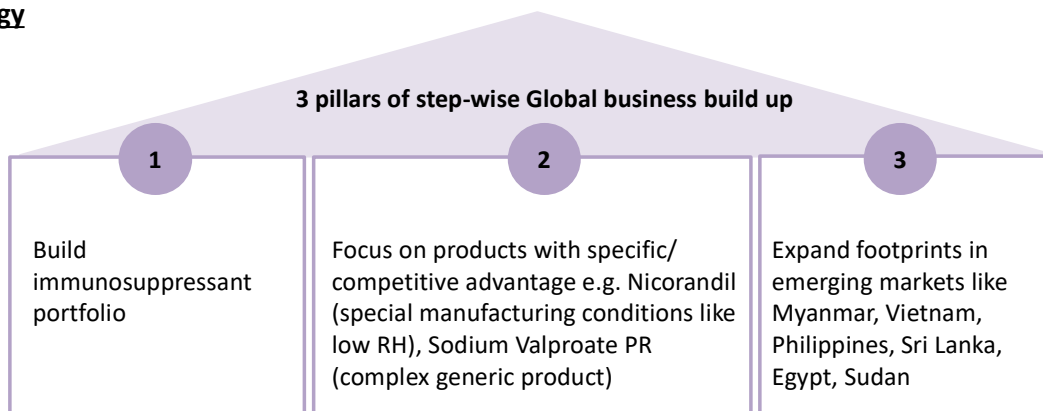 gy
3 pillars of step-wise Global business build up
1
2
3
Build
immunosuppressant
portfolio
Focus on products with specific/
competitive advantage e.g. Nicorandil
(special manufacturing conditions like
low RH), Sodium Valproate PR
(complex generic product)
Expand footprints in
emerging markets like
Myanmar, Vietnam,
Philippines, Sri Lanka,
Egypt, Sudan